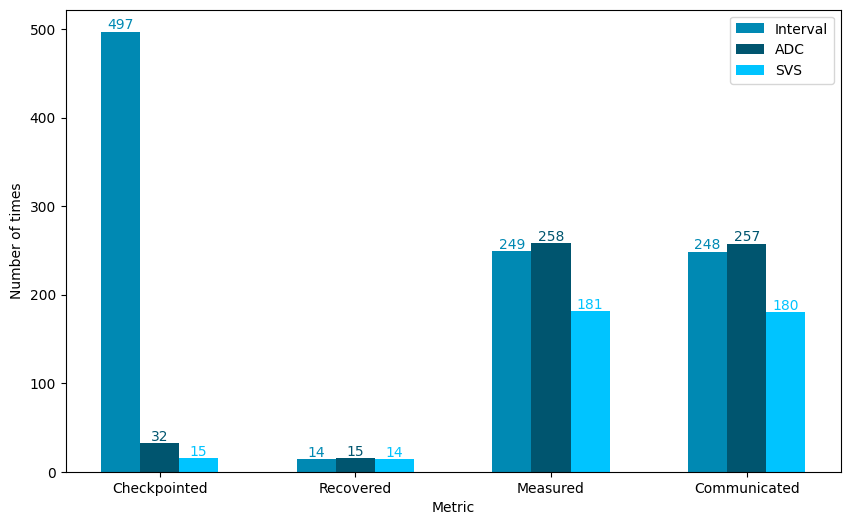 Number of times
500
400
300
200
100
0
497
32
15
14
15
14
249
258
181
248
257
180
Interval
ADC
SVS
Checkpointed
Recovered
Measured
Communicated
Metric